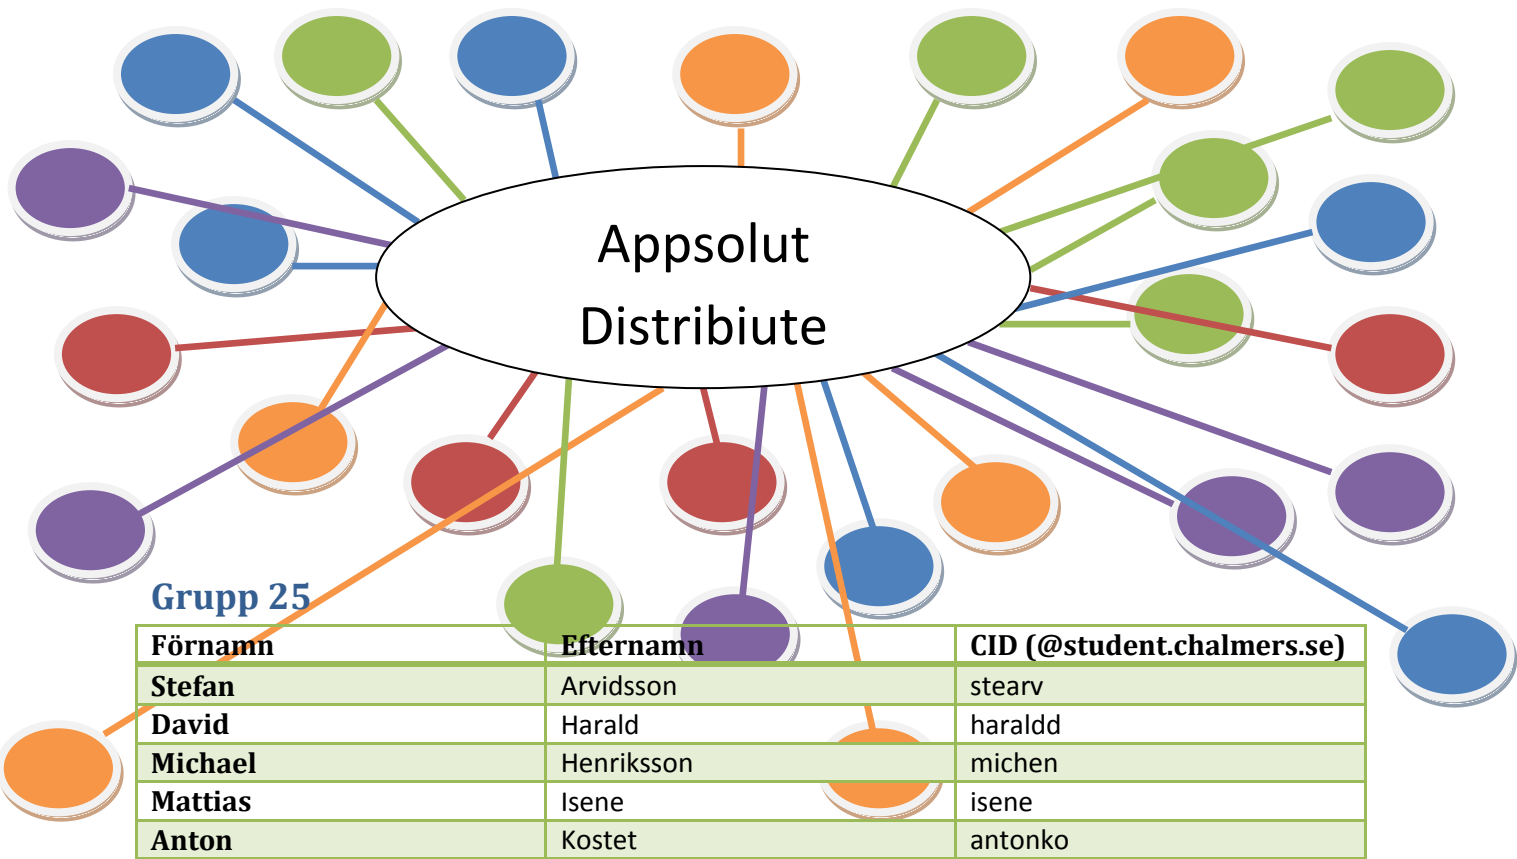 Appsolut
Distribiute
Grupp 25
Förnamn Efternamn CID (@student.chalmers.se)
Stefan Arvidsson stearv
David Harald haraldd
Michael Henriksson michen
Mattias Isene isene
Anton Kostet antonko